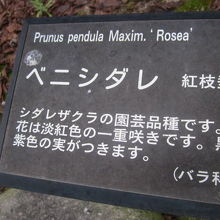 Prunus pendula Maxim. 'Rosea'
ベニシダレ 紅枝
シダレザクラの園芸品種です。
花は淡紅色の一重咲きです。
紫色の実がつきます。
(バラ科